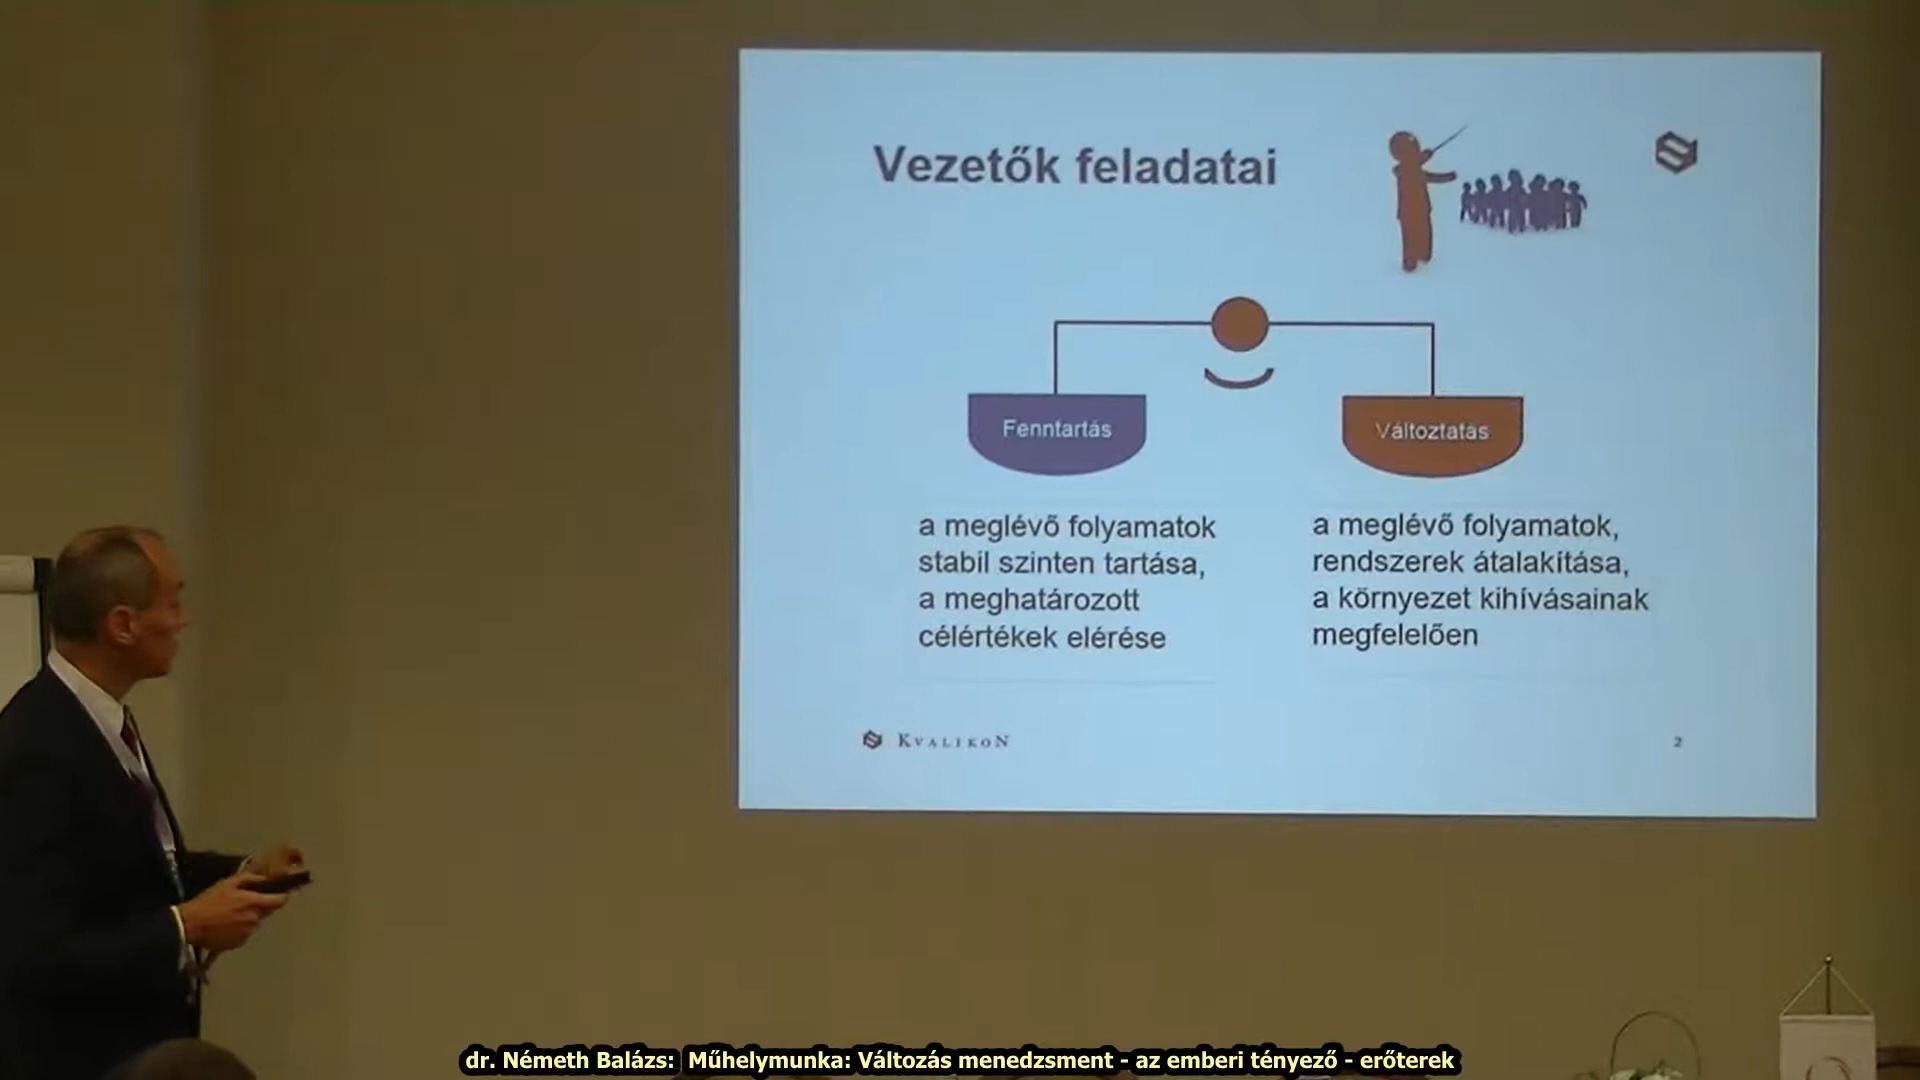 Vezetők feladatai
Fenntartás
Változtatás
a meglévő folyamatok
stabil szinten tartása,
a meghatározott
célértékek elérése
a meglévő folyamatok,
rendszerek átalakítása,
a környezet kihívásainak
megfelelően
KVALIKON
2
dr. Németh Balázs: Műhelymunka: Változás menedzsment - az emberi tényező - erőterek